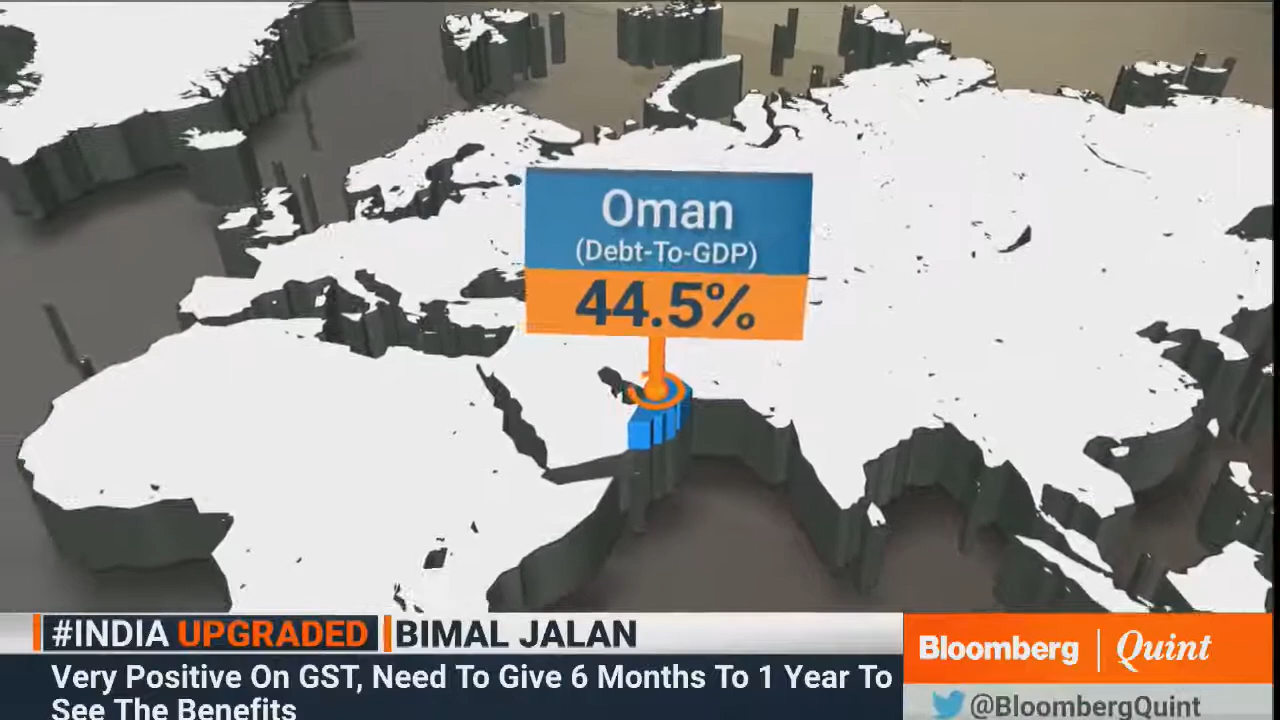 Oman
(Debt-To-GDP)
44.5%
#INDIA UPGRADED BIMAL JALAN
Very Positive On GST, Need To Give 6 Months To 1 Year To
See The Benefits
Bloomberg | Quint
@BloombergQuint